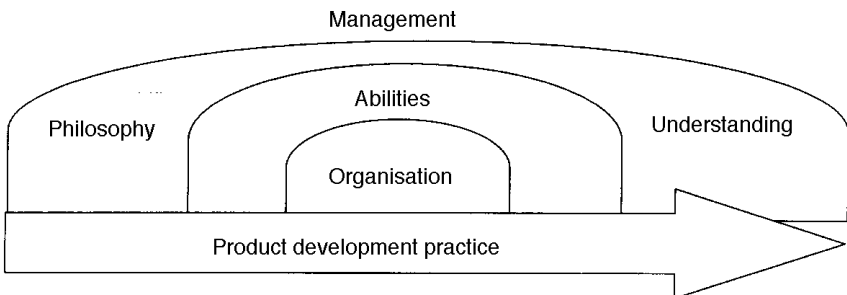 Management
Abilities
Philosophy
Understanding
Organisation
Product development practice